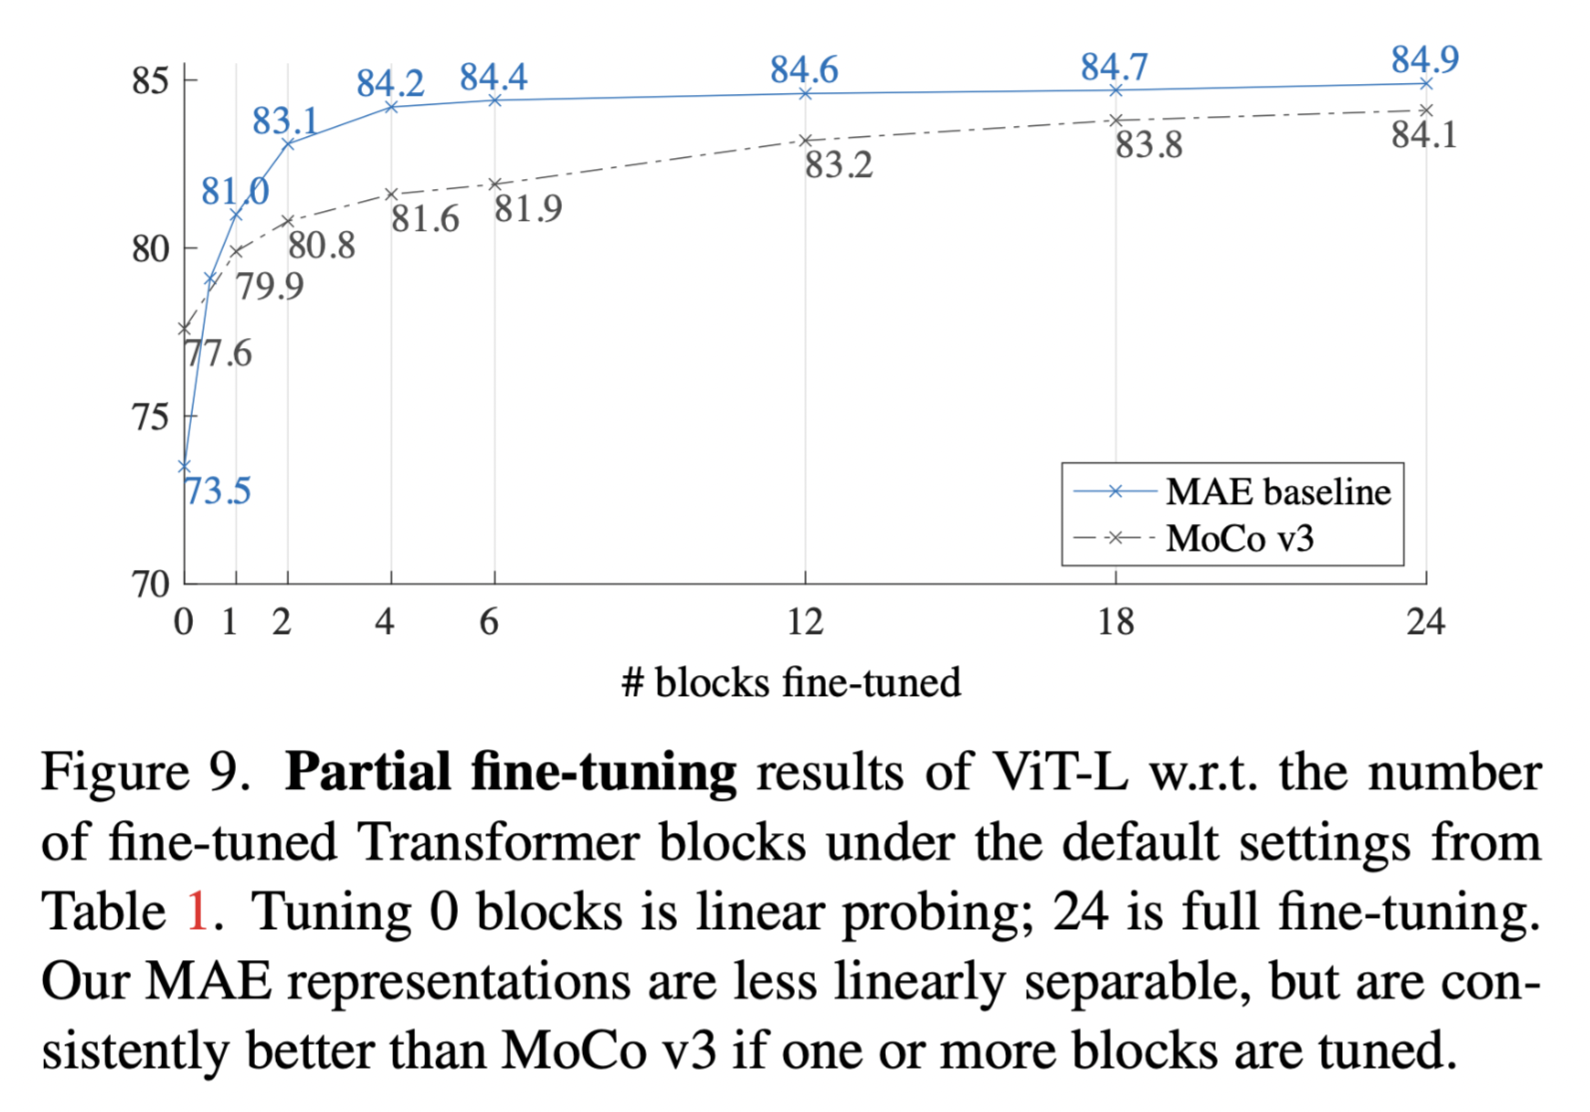 85
80
75
70
84.2 84.4 84.6 84.7 84.9
83.1
81.0
73.5
83.2 83.8 84.1
81.6 81.9
80.8
79.9
77.6
MAE baseline
MoCo v3
0 1 2 4 6 12 18 24
# blocks fine-tuned
Figure 9. Partial fine-tuning results of ViT-L w.r.t. the number
of fine-tuned Transformer blocks under the default settings from
Table 1. Tuning 0 blocks is linear probing; 24 is full fine-tuning.
Our MAE representations are less linearly separable, but are con-
sistently better than MoCo v3 if one or more blocks are tuned.